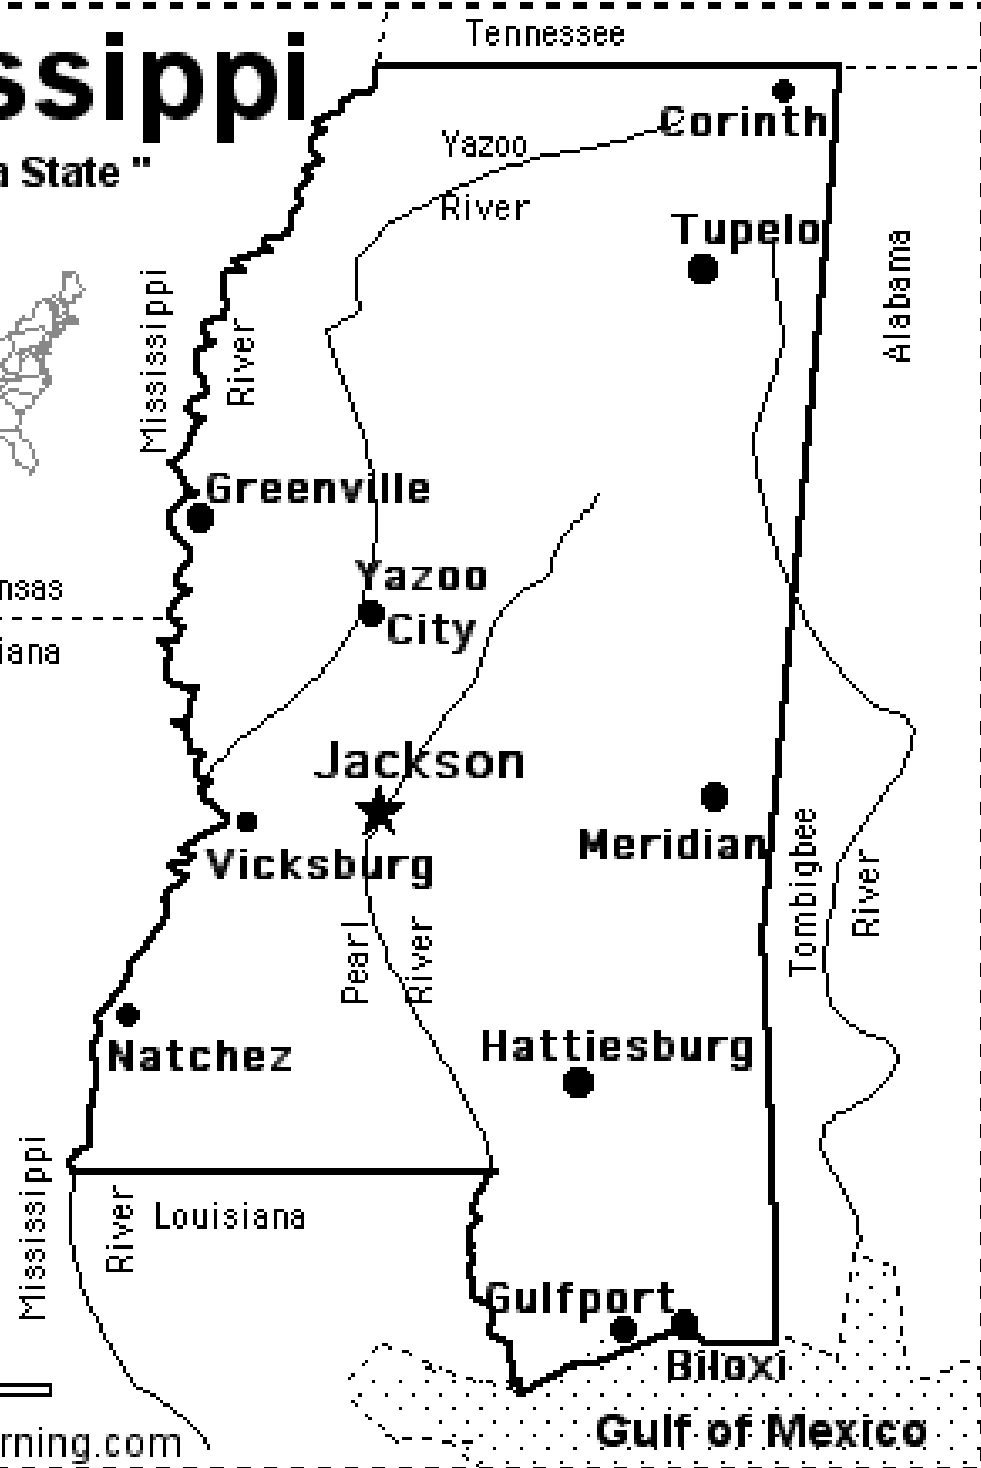 Tennessee
ssippi
Corinth
a State "
Yazoo
River
Tupelo
Alabama
Mississippi
River
Greenville
Yazoo
City
nsas
iana
Jackson
Meridian
Vicksburg
Tombigbee
River
Pearl
River
Hattiesburg
Natchez
Mississippi
River
Louisiana
Gulfport
Biloxi
Gulf of Mexico
rning.com